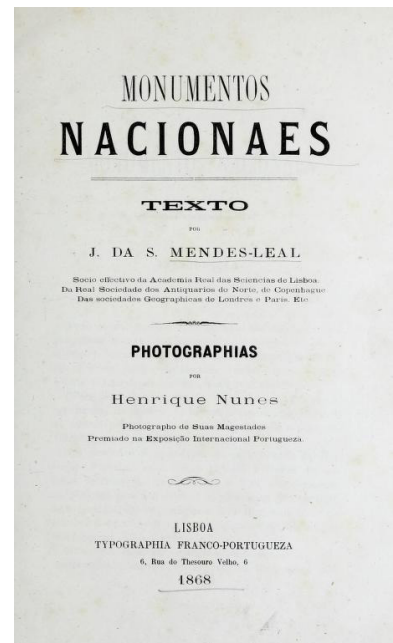 MONUMENTOS
NACIONAES
TEXTO
POR
J. DA S. MENDES-LEAL
Socio effectivo da Academia Real das Sciencias de Lisboa.
Da Real Sociedade dos Antiquarios do Norte, de Copenhague
Das sociedades Geographicas de Londres e Paris. Etc
PHOTOGRAPHIAS
POR
Henrique Nunes
Photographo de Suas Magestades
Premiado na Exposição Internacional Portugueza.
LISBOA
TYPOGRAPHIA FRANCO-PORTUGUEZA
6, Rua do Thesouro Velho, 6
1868